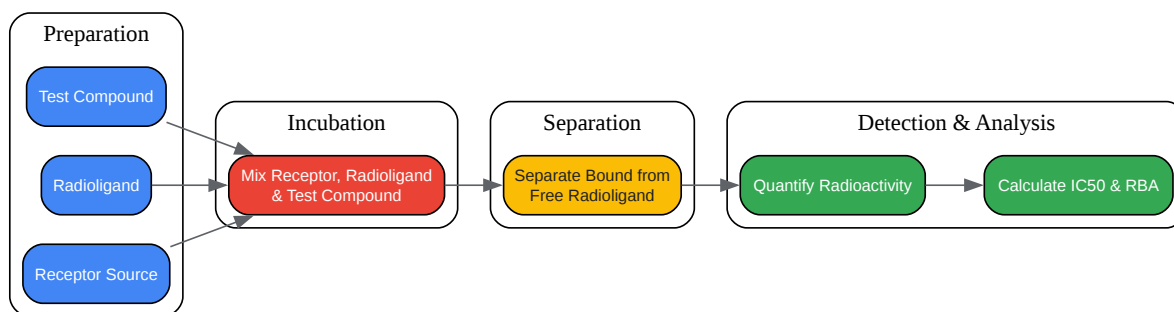 Preparation
Test Compound
Radioligand
Receptor Source
Incubation
Mix Receptor, Radioligand
& Test Compound
Separation
Separate Bound from
Free Radioligand
Detection & Analysis
Quantify Radioactivity
Calculate IC50 & RBA